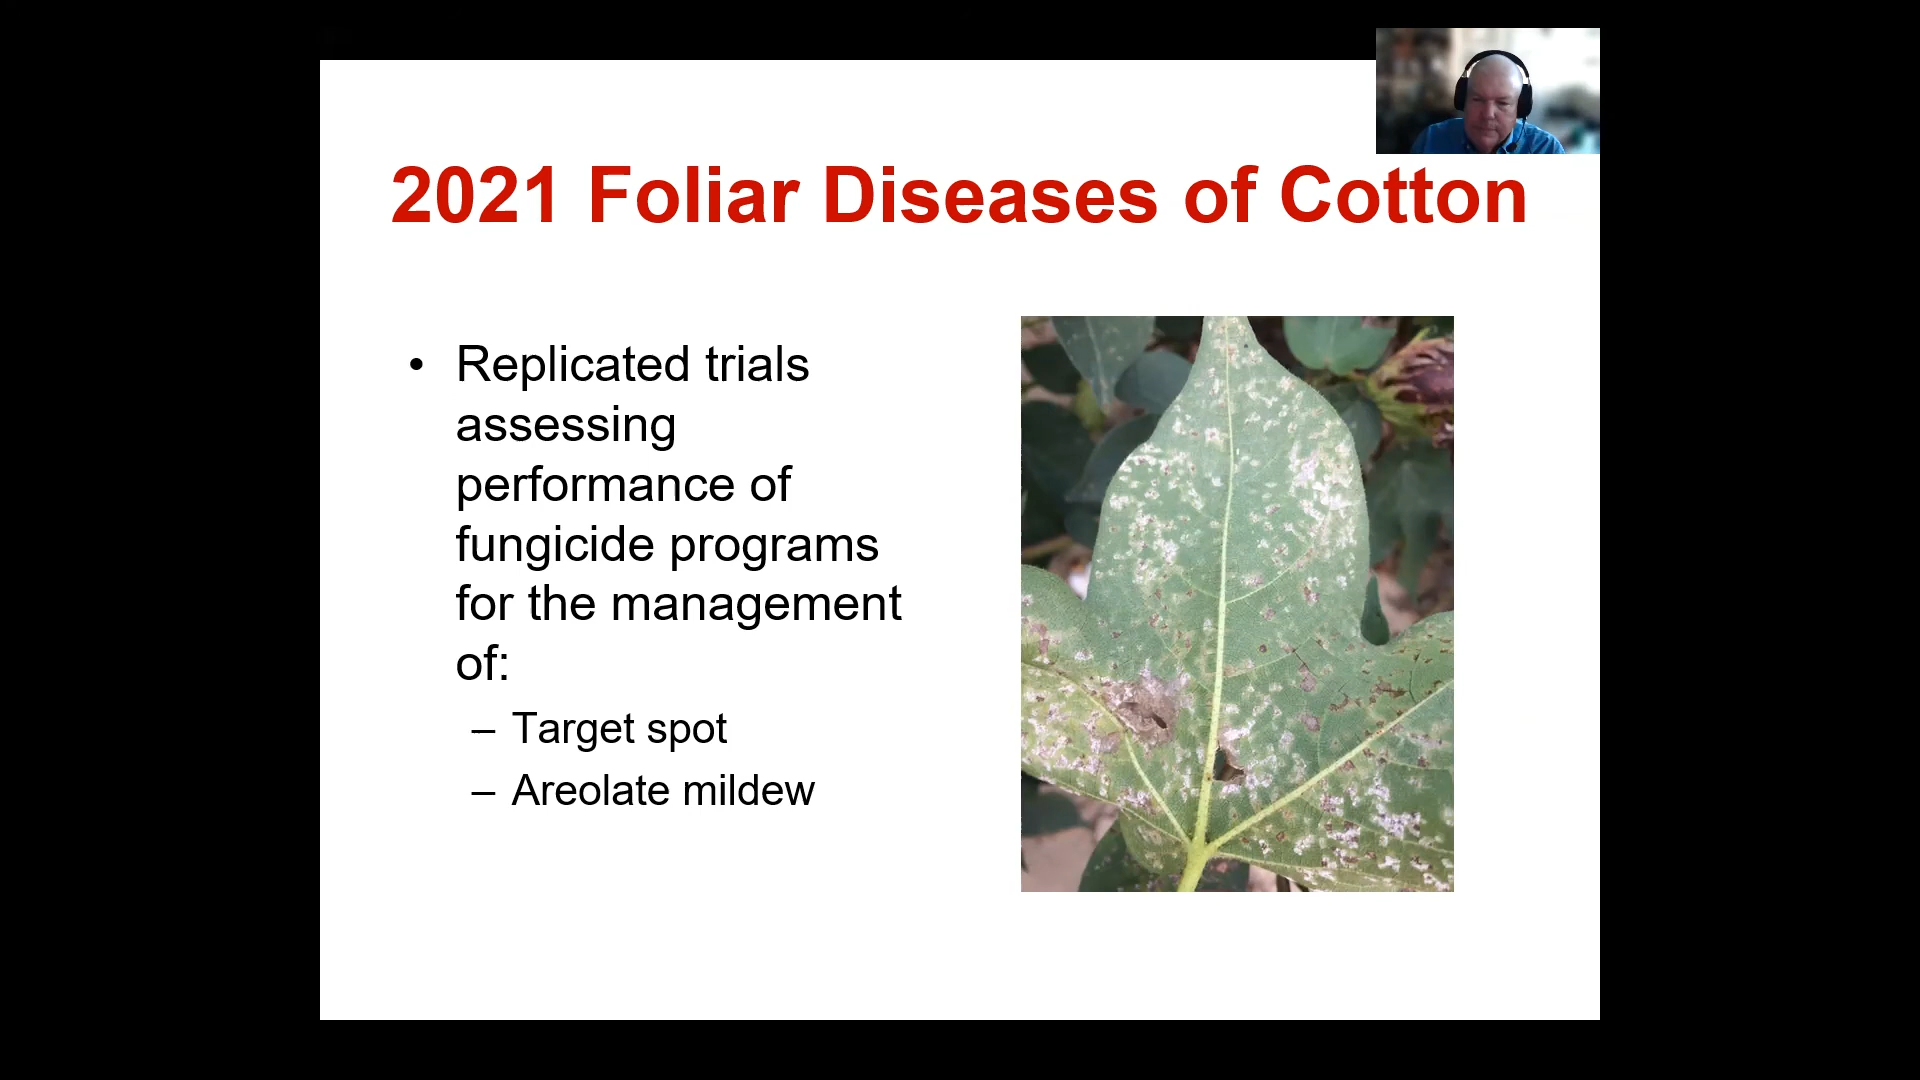 2021 Foliar Diseases of Cotton
• Replicated trials
assessing
performance of
fungicide programs
for the management
of:
– Target spot
– Areolate mildew